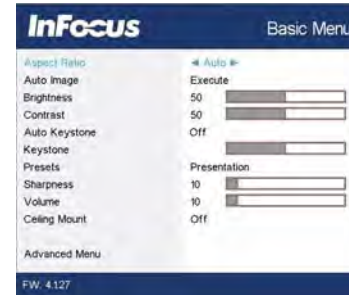 InFocus Basic Menu
Aspect Ratio Auto
Auto Image Execute
Brightness 50
Contrast 50
Auto Keystone Off
Keystone
Presets Presentation
Sharpness 10
Volume 10
Ceiling Mount Off
Advanced Menu
FW. 4.127